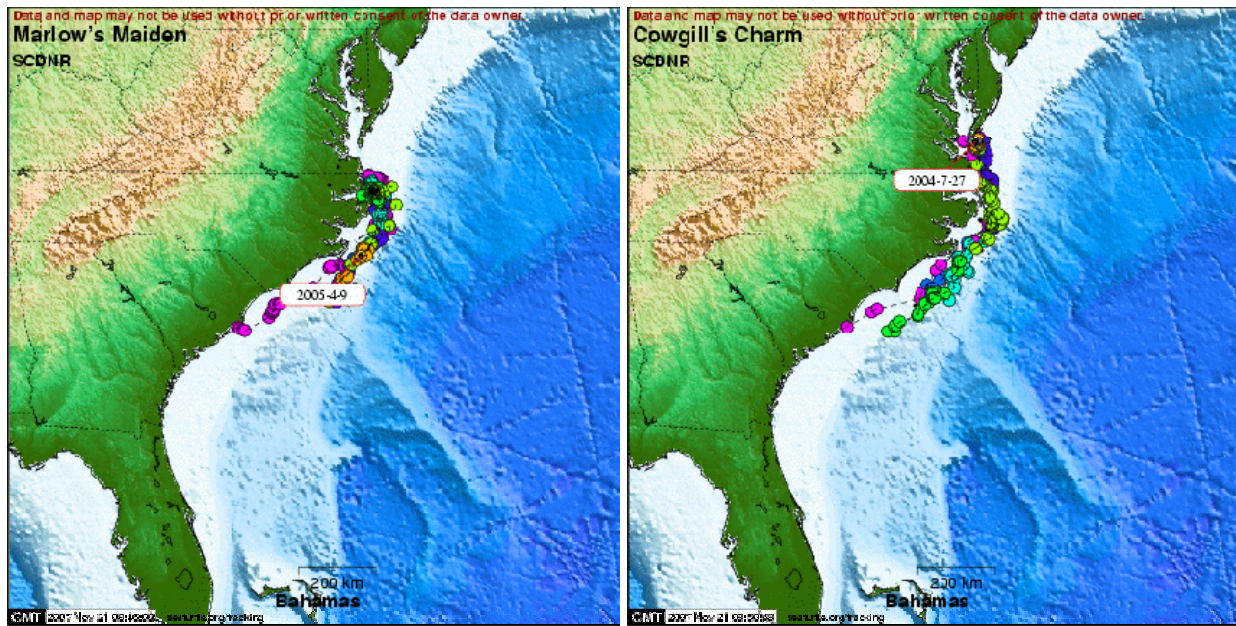 Data and map may not be used without prior written consent of the data owner.
Marlow's Maiden
SCDNR
2005-4-9
200 km
Bahamas
GMT
seaturtle.org/tracking
Data and map may not be used without prior written consent of the data owner.
Cowgill's Charm
SCDNR
2004-7-27
200 km
Bahamas
GMT
seaturtle.org/tracking